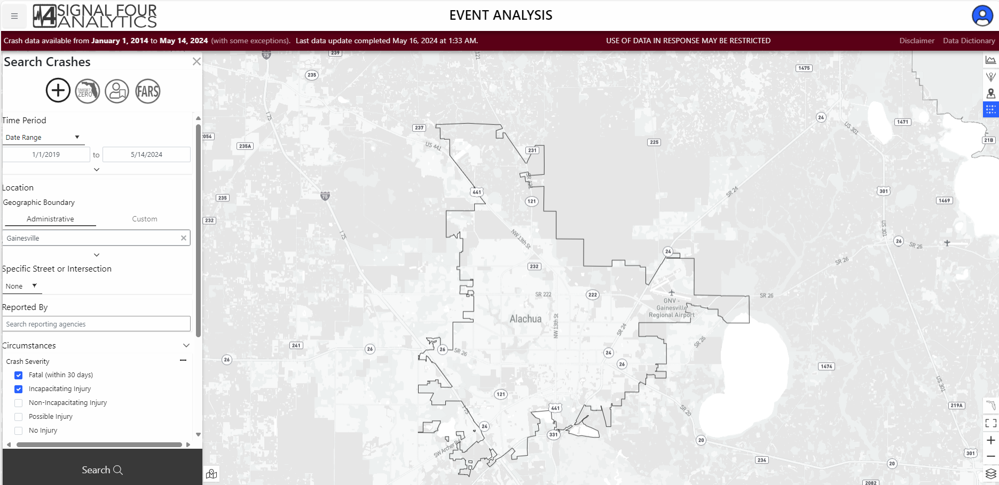 SIGNAL FOUR
ANALYTICS
EVENT ANALYSIS
Crash data available from January 1, 2014 to May 14, 2024 (with some exceptions). Last data update completed May 16, 2024 at 1:33 AM.
USE OF DATA IN RESPONSE MAY BE RESTRICTED
Disclaimer
Data Dictionary
Search Crashes
TARGET
ZERO
FARS
Time Period
Date Range
1/1/2019 to 5/14/2024
Location
Geographic Boundary
Administrative Custom
Gainesville
Specific Street or Intersection
None
Reported By
Search reporting agencies
Circumstances
Crash Severity
Fatal (within 30 days)
Incapacitating Injury
Non-Incapacitating Injury
Possible Injury
No Injury
Search
75
239
121
235
1475
I 75
24
237
2054
235A
US 441
231
225
US 301
1471
21B
SR 121
441
75
235
121
SR 24
301
1469
232
I 75
NW 13th St
US 301
24
26
SR 26
232
SR 26
SR 222
222
SR 26
GNV -
Gainesville
Regional Airport
Alachua
NW 13th St
SR 24
241
26
26
SR 26
26
24
26
SR 26
1474
121
US 301
441
I 75
24
SR 20
219A
331
20
SW Archer Rd
301
234
20
2082